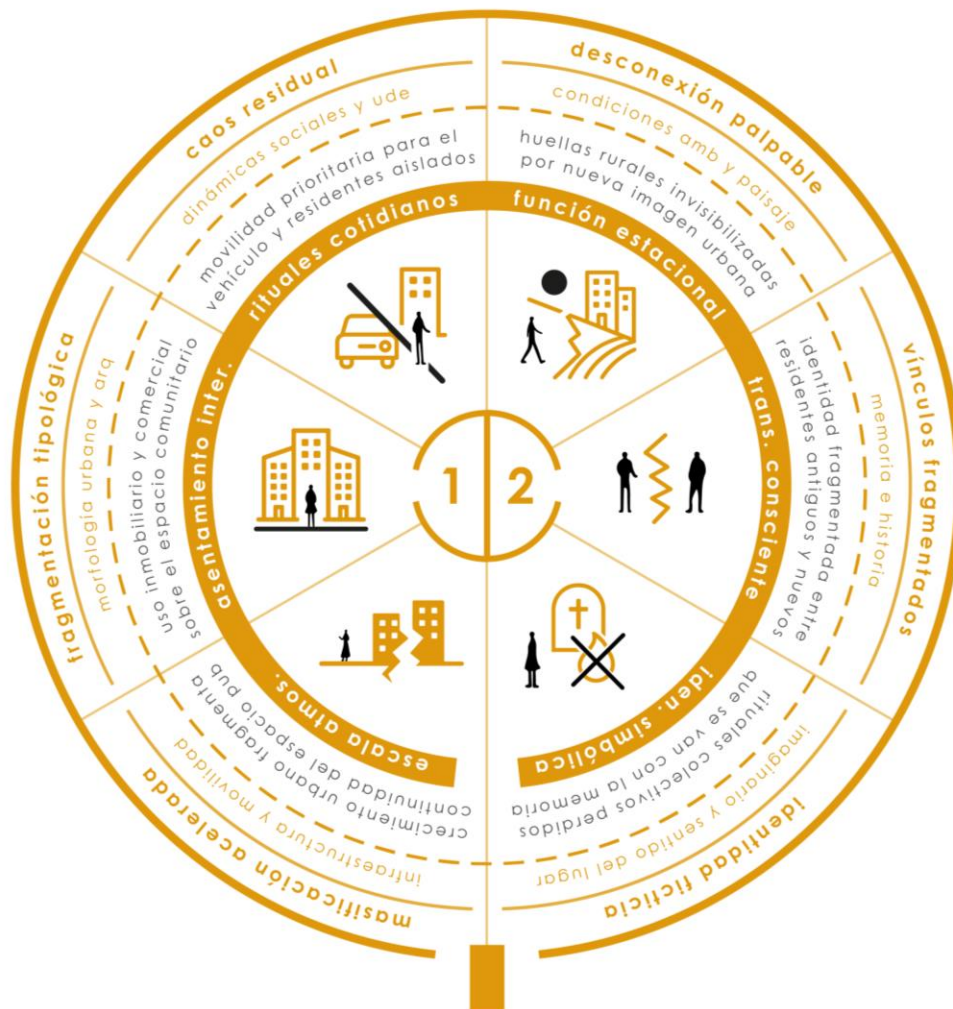 caos residual
dinámicas sociales y ude
movilidad prioritaria para el
vehículo y residentes aislados
rituales cotidianos
desconexión palpable
condiciones amb y paisaje
huellas rurales invisibilizadas
por nueva imagen urbana
función estacional
vínculos fragmentados
memoria e historia
identidad fragmentada entre
residentes antiguos y nuevos
trans. consciente
identidad ficticia
imaginario y sentido del lugar
rituales colectivos perdidos
que se van con la memoria
iden. simbólica
masificación acelerada
infraestructura y movilidad
crecimiento urbano fragmenta
continuidad del espacio pub
escala atmos.
fragmentación tipológica
morfología urbana y arq
uso inmobiliario y comercial
sobre el espacio comunitario
asentamiento inter.
1
2